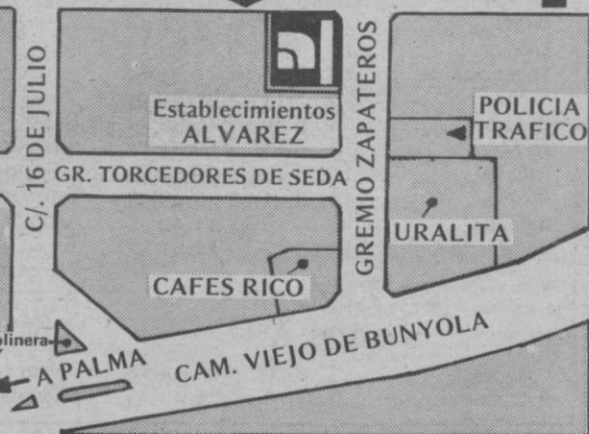 C/. 16 DE JULIO
Establecimientos
ALVAREZ
GREMIO ZAPATEROS
POLICIA
TRAFICO
GR. TORCEDORES DE SEDA
URALITA
CAFES RICO
olinera
A PALMA
CAM. VIEJO DE BUNYOLA